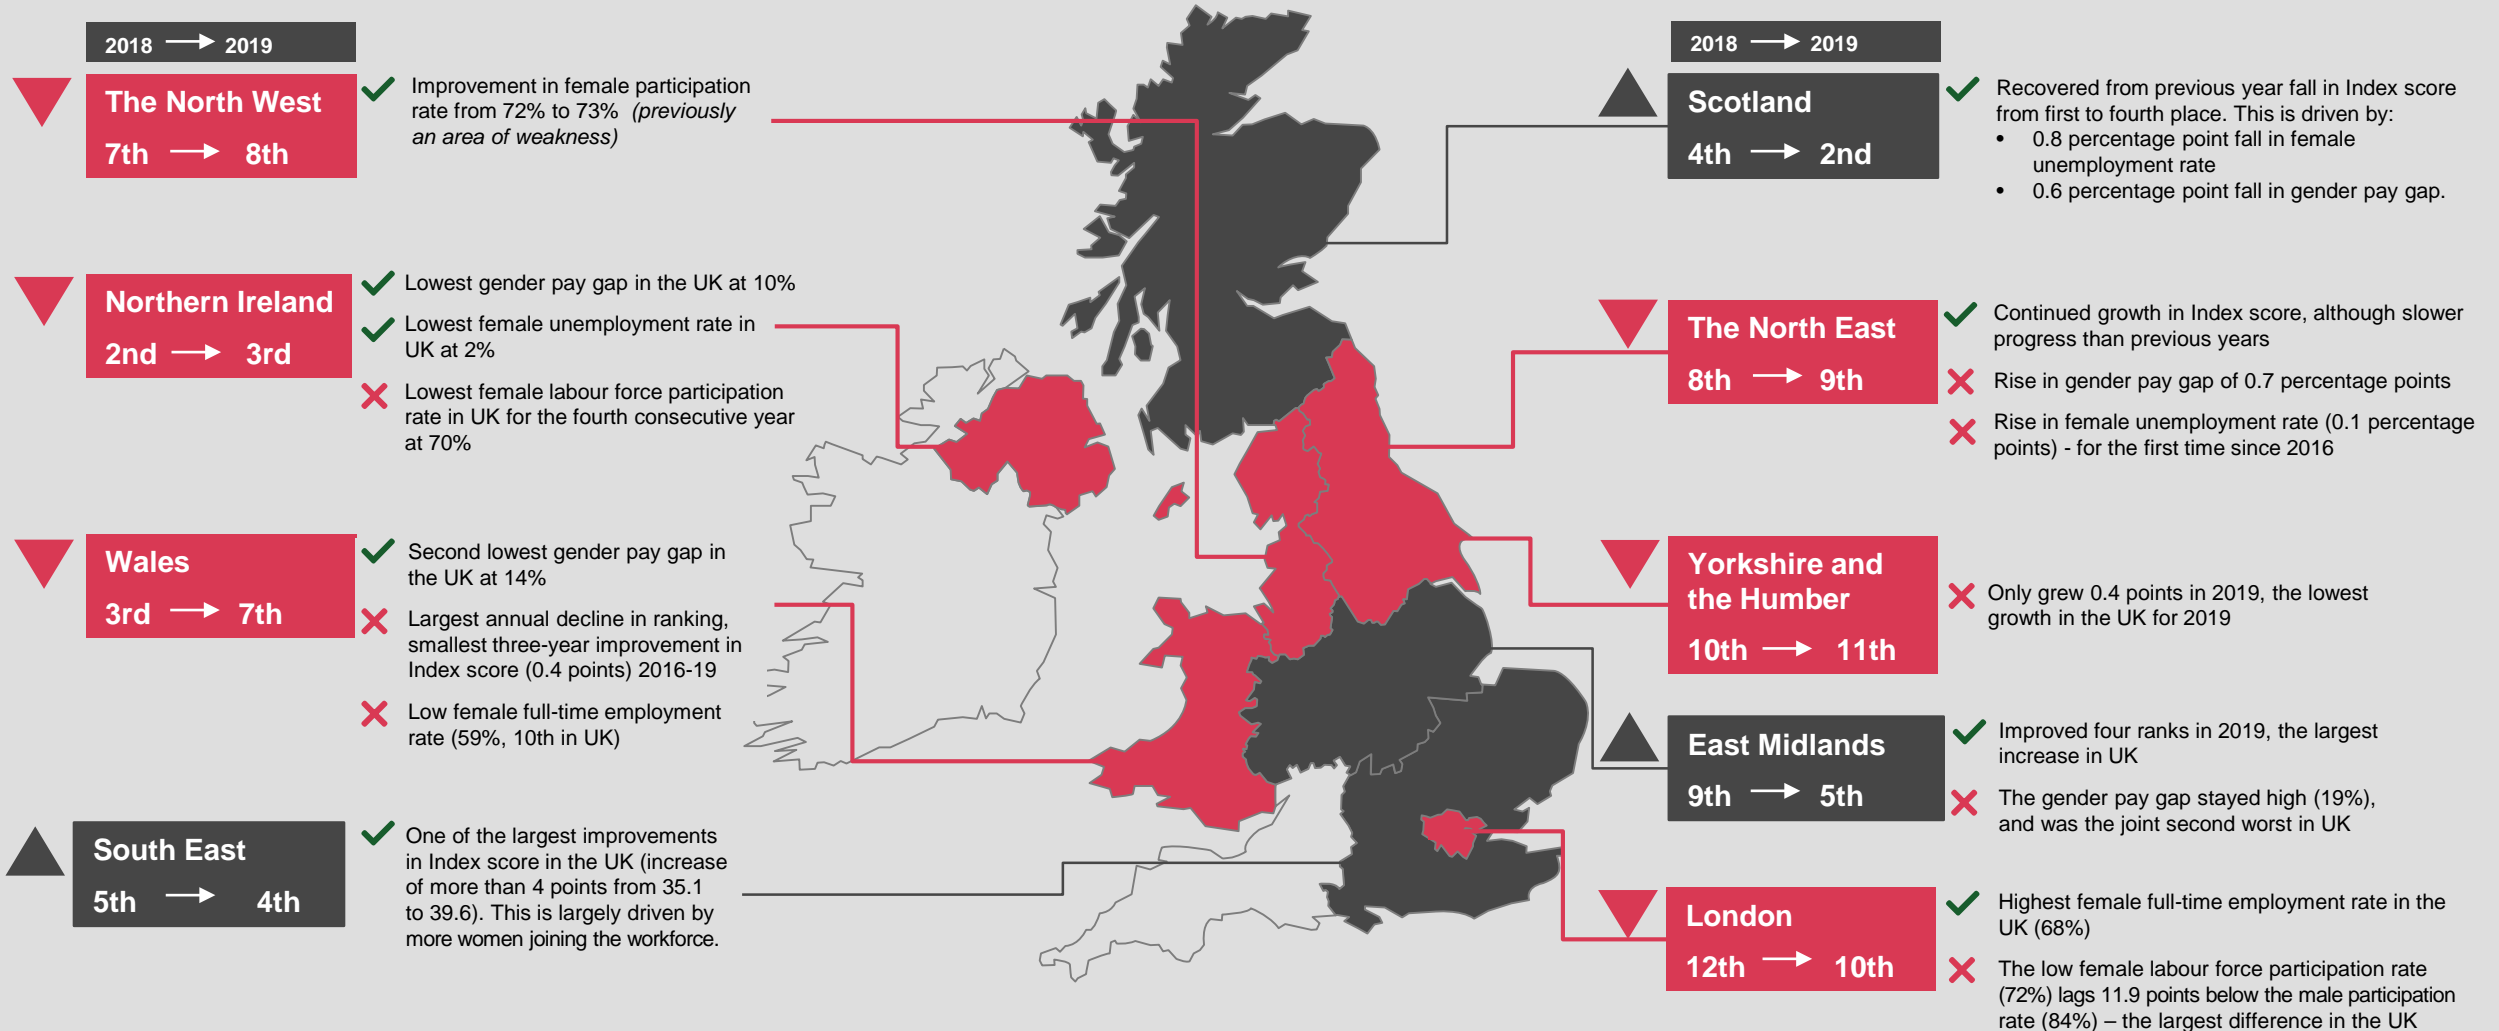 2018 → 2019
The North West
7th → 8th
Improvement in female participation
rate from 72% to 73% (previously
an area of weakness)
Northern Ireland
2nd → 3rd
Lowest gender pay gap in the UK at 10%
Lowest female unemployment rate in
UK at 2%
Lowest female labour force participation
rate in UK for the fourth consecutive year
at 70%
Wales
3rd → 7th
Second lowest gender pay gap in
the UK at 14%
Largest annual decline in ranking,
smallest three-year improvement in
Index score (0.4 points) 2016-19
Low female full-time employment
rate (59%, 10th in UK)
South East
5th → 4th
One of the largest improvements
in Index score in the UK (increase
of more than 4 points from 35.1
to 39.6). This is largely driven by
more women joining the workforce.
2018 → 2019
Scotland
4th → 2nd
Recovered from previous year fall in Index score
from first to fourth place. This is driven by:
• 0.8 percentage point fall in female
unemployment rate
• 0.6 percentage point fall in gender pay gap.
The North East
8th → 9th
Continued growth in Index score, although slower
progress than previous years
Rise in gender pay gap of 0.7 percentage points
Rise in female unemployment rate (0.1 percentage
points) - for the first time since 2016
Yorkshire and
the Humber
10th → 11th
Only grew 0.4 points in 2019, the lowest
growth in the UK for 2019
East Midlands
9th → 5th
Improved four ranks in 2019, the largest
increase in UK
The gender pay gap stayed high (19%),
and was the joint second worst in UK
London
12th → 10th
Highest female full-time employment rate in the
UK (68%)
The low female labour force participation rate
(72%) lags 11.9 points below the male participation
rate (84%) – the largest difference in the UK